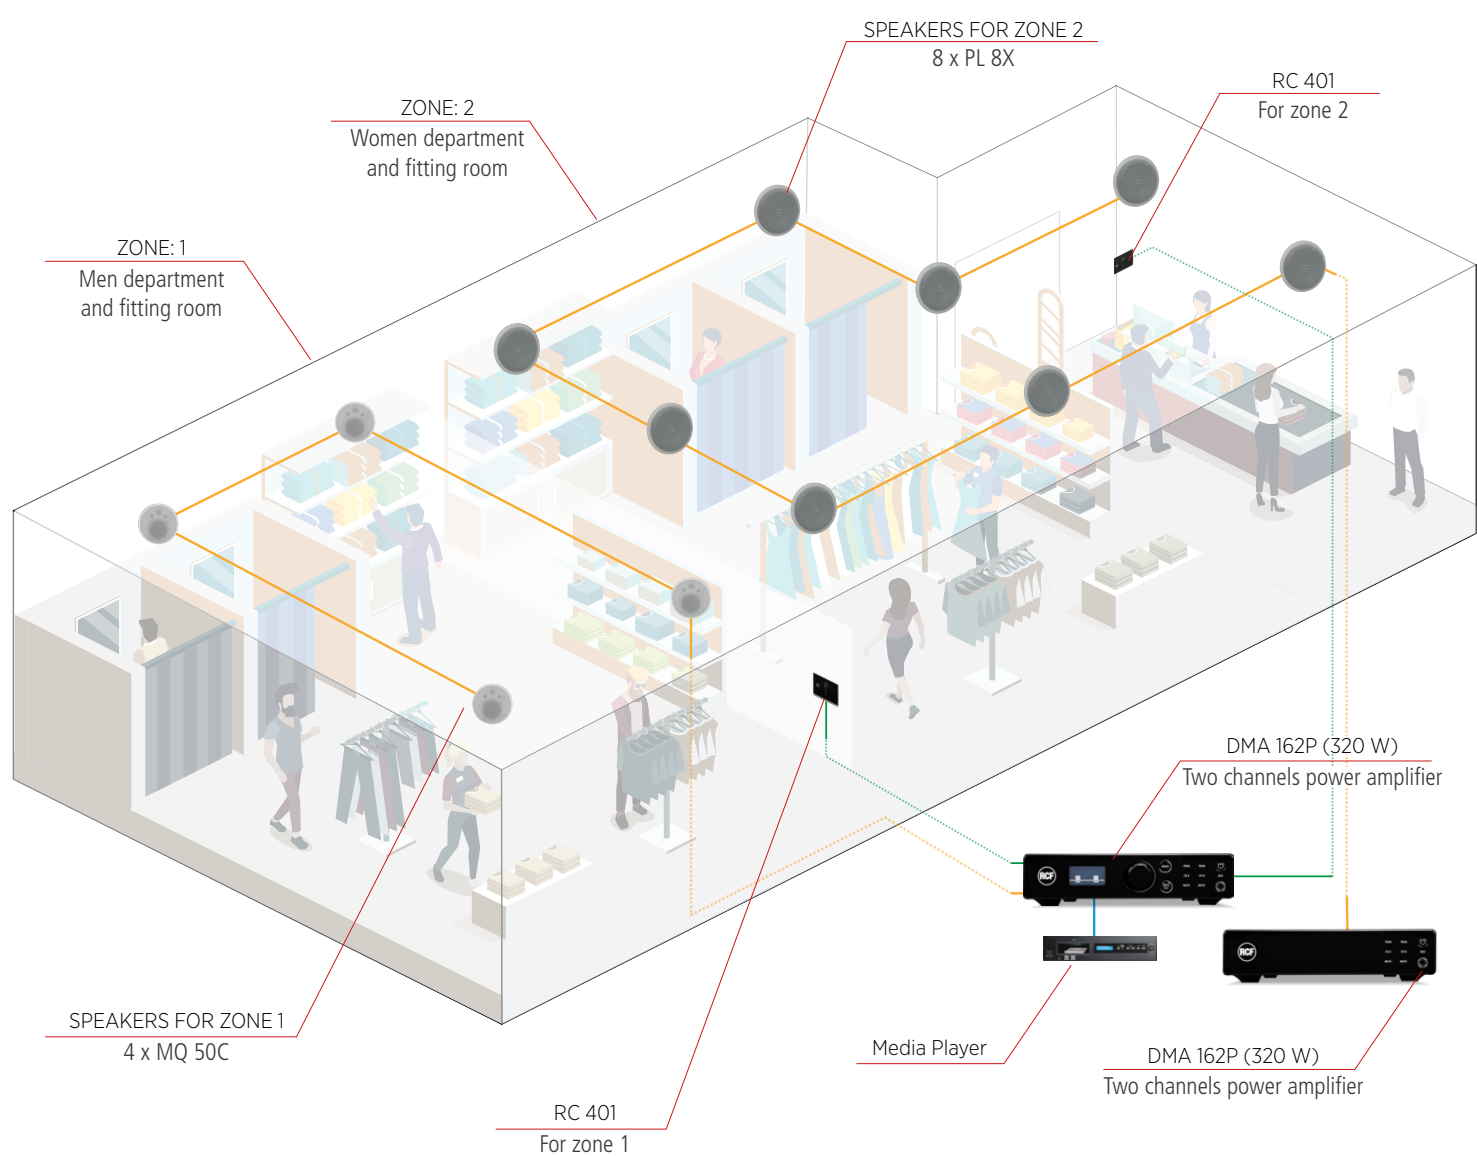 SPEAKERS FOR ZONE 2
8 x PL 8X
RC 401
For zone 2
ZONE: 2
Women department
and fitting room
ZONE: 1
Men department
and fitting room
DMA 162P (320 W)
Two channels power amplifier
RCF
RCF
SPEAKERS FOR ZONE 1
4 x MQ 50C
Media Player
DMA 162P (320 W)
Two channels power amplifier
RC 401
For zone 1